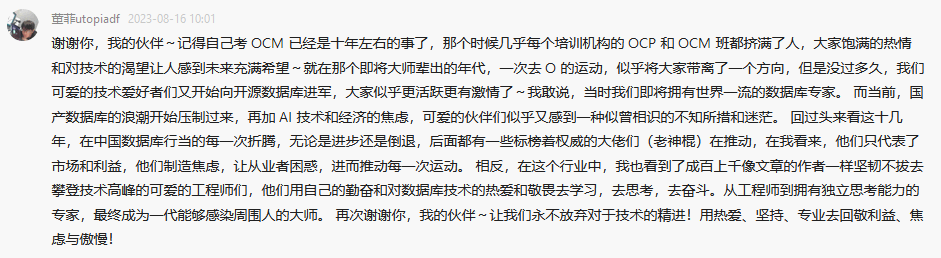 董菲utopiadf 2023-08-16 10:01
谢谢你，我的伙伴～记得自己考 OCM 已经是十年左右的事了，那个时候几乎每个培训机构的 OCP 和 OCM 班都挤满了人，大家饱满的热情
和对技术的渴望让人感到未来充满希望～就在那个即将大师辈出的年代，一次去 O 的运动，似乎将大家带离了一个方向，但是没过多久，我们
可爱的技术爱好者们又开始向开源数据库进军，大家似乎更活跃更有激情了～我敢说，当时我们即将拥有世界一流的数据库专家。 而当前，国
产数据库的浪潮开始压制过来，再加 AI 技术和经济的焦虑，可爱的伙伴们似乎又感到一种似曾相识的不知所措和迷茫。 回过头来看这十几
年，在中国数据库行当的每一次折腾，无论是进步还是倒退，后面都有一些标榜着权威的大佬们（老神棍）在推动，在我看来，他们只代表了
市场和利益，他们制造焦虑，让从业者困惑，进而推动每一次运动。 相反，在这个行业中，我也看到了成百上千像文章的作者一样坚韧不拔去
攀登技术高峰的可爱的工程师们，他们用自己的勤奋和对数据库技术的热爱和敬畏去学习，去思考，去奋斗。从工程师到拥有独立思考能力的
专家，最终成为一代能够感染周围人的大师。 再次谢谢你，我的伙伴～让我们永不放弃对于技术的精进！用热爱、坚持、专业去回敬利益、焦
虑与傲慢！